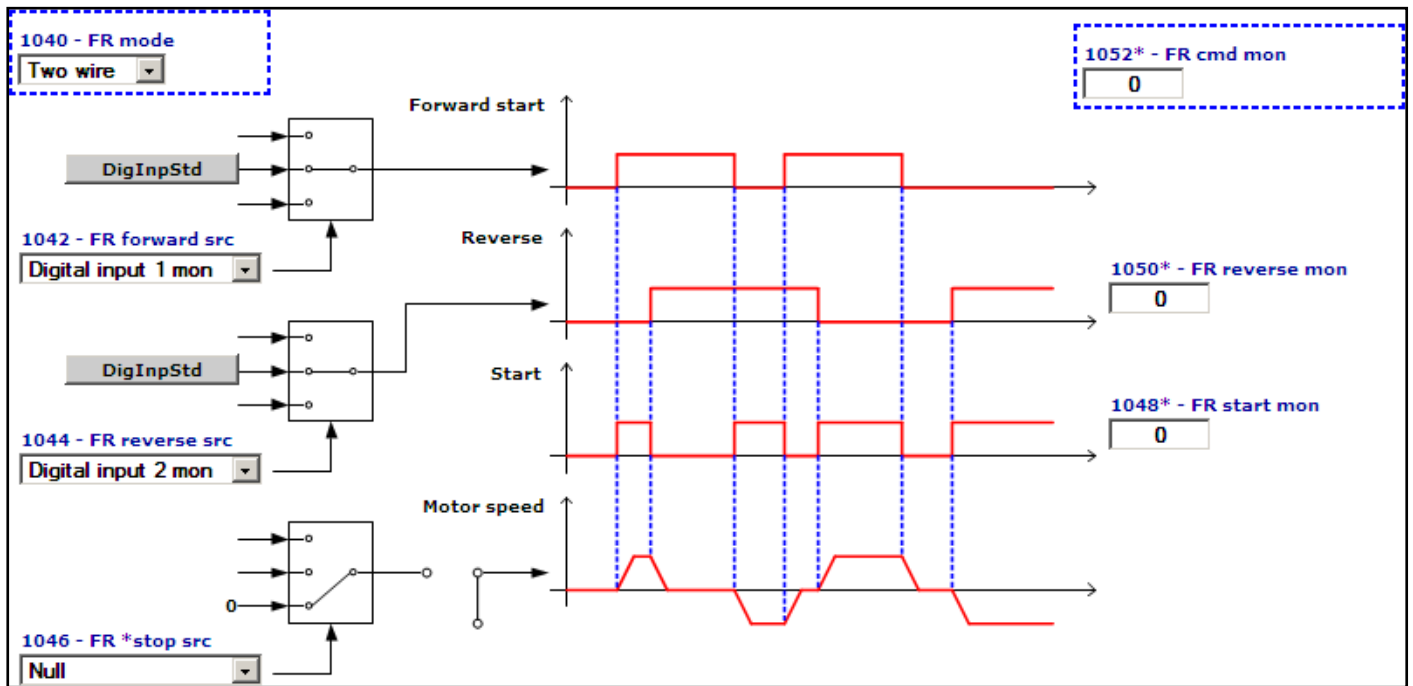 1040 - FR mode
Two wire
1052* - FR cmd mon
0
Forward start
DigInpStd
1042 - FR forward src
Digital input 1 mon
Reverse
1050* - FR reverse mon
0
DigInpStd
Start
1048* - FR start mon
0
1044 - FR reverse src
Digital input 2 mon
Motor speed
0
1046 - FR *stop src
Null